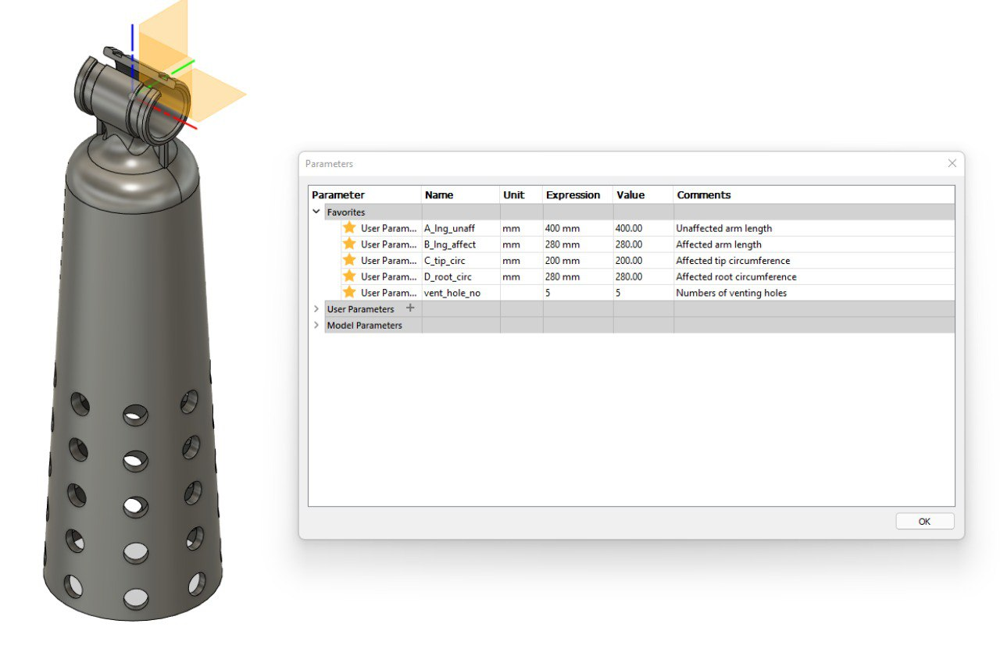 Parameters
Parameter Name Unit Expression Value Comments
Favorites
User Param... A_lng_unaff mm 400 mm 400.00 Unaffected arm length
User Param... B_lng_affect mm 280 mm 280.00 Affected arm length
User Param... C_tip_circ mm 200 mm 200.00 Affected tip circumference
User Param... D_root_circ mm 280 mm 280.00 Affected root circumference
User Param... vent_hole_no 5 5 Numbers of venting holes
User Parameters +
Model Parameters
OK